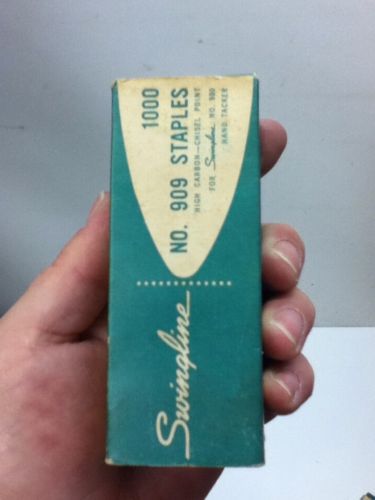 1000
NO. 909 STAPLES
HIGH CARBON—CHISEL POINT
FOR Swingline NO. 900
HAND TACKER
Swingline